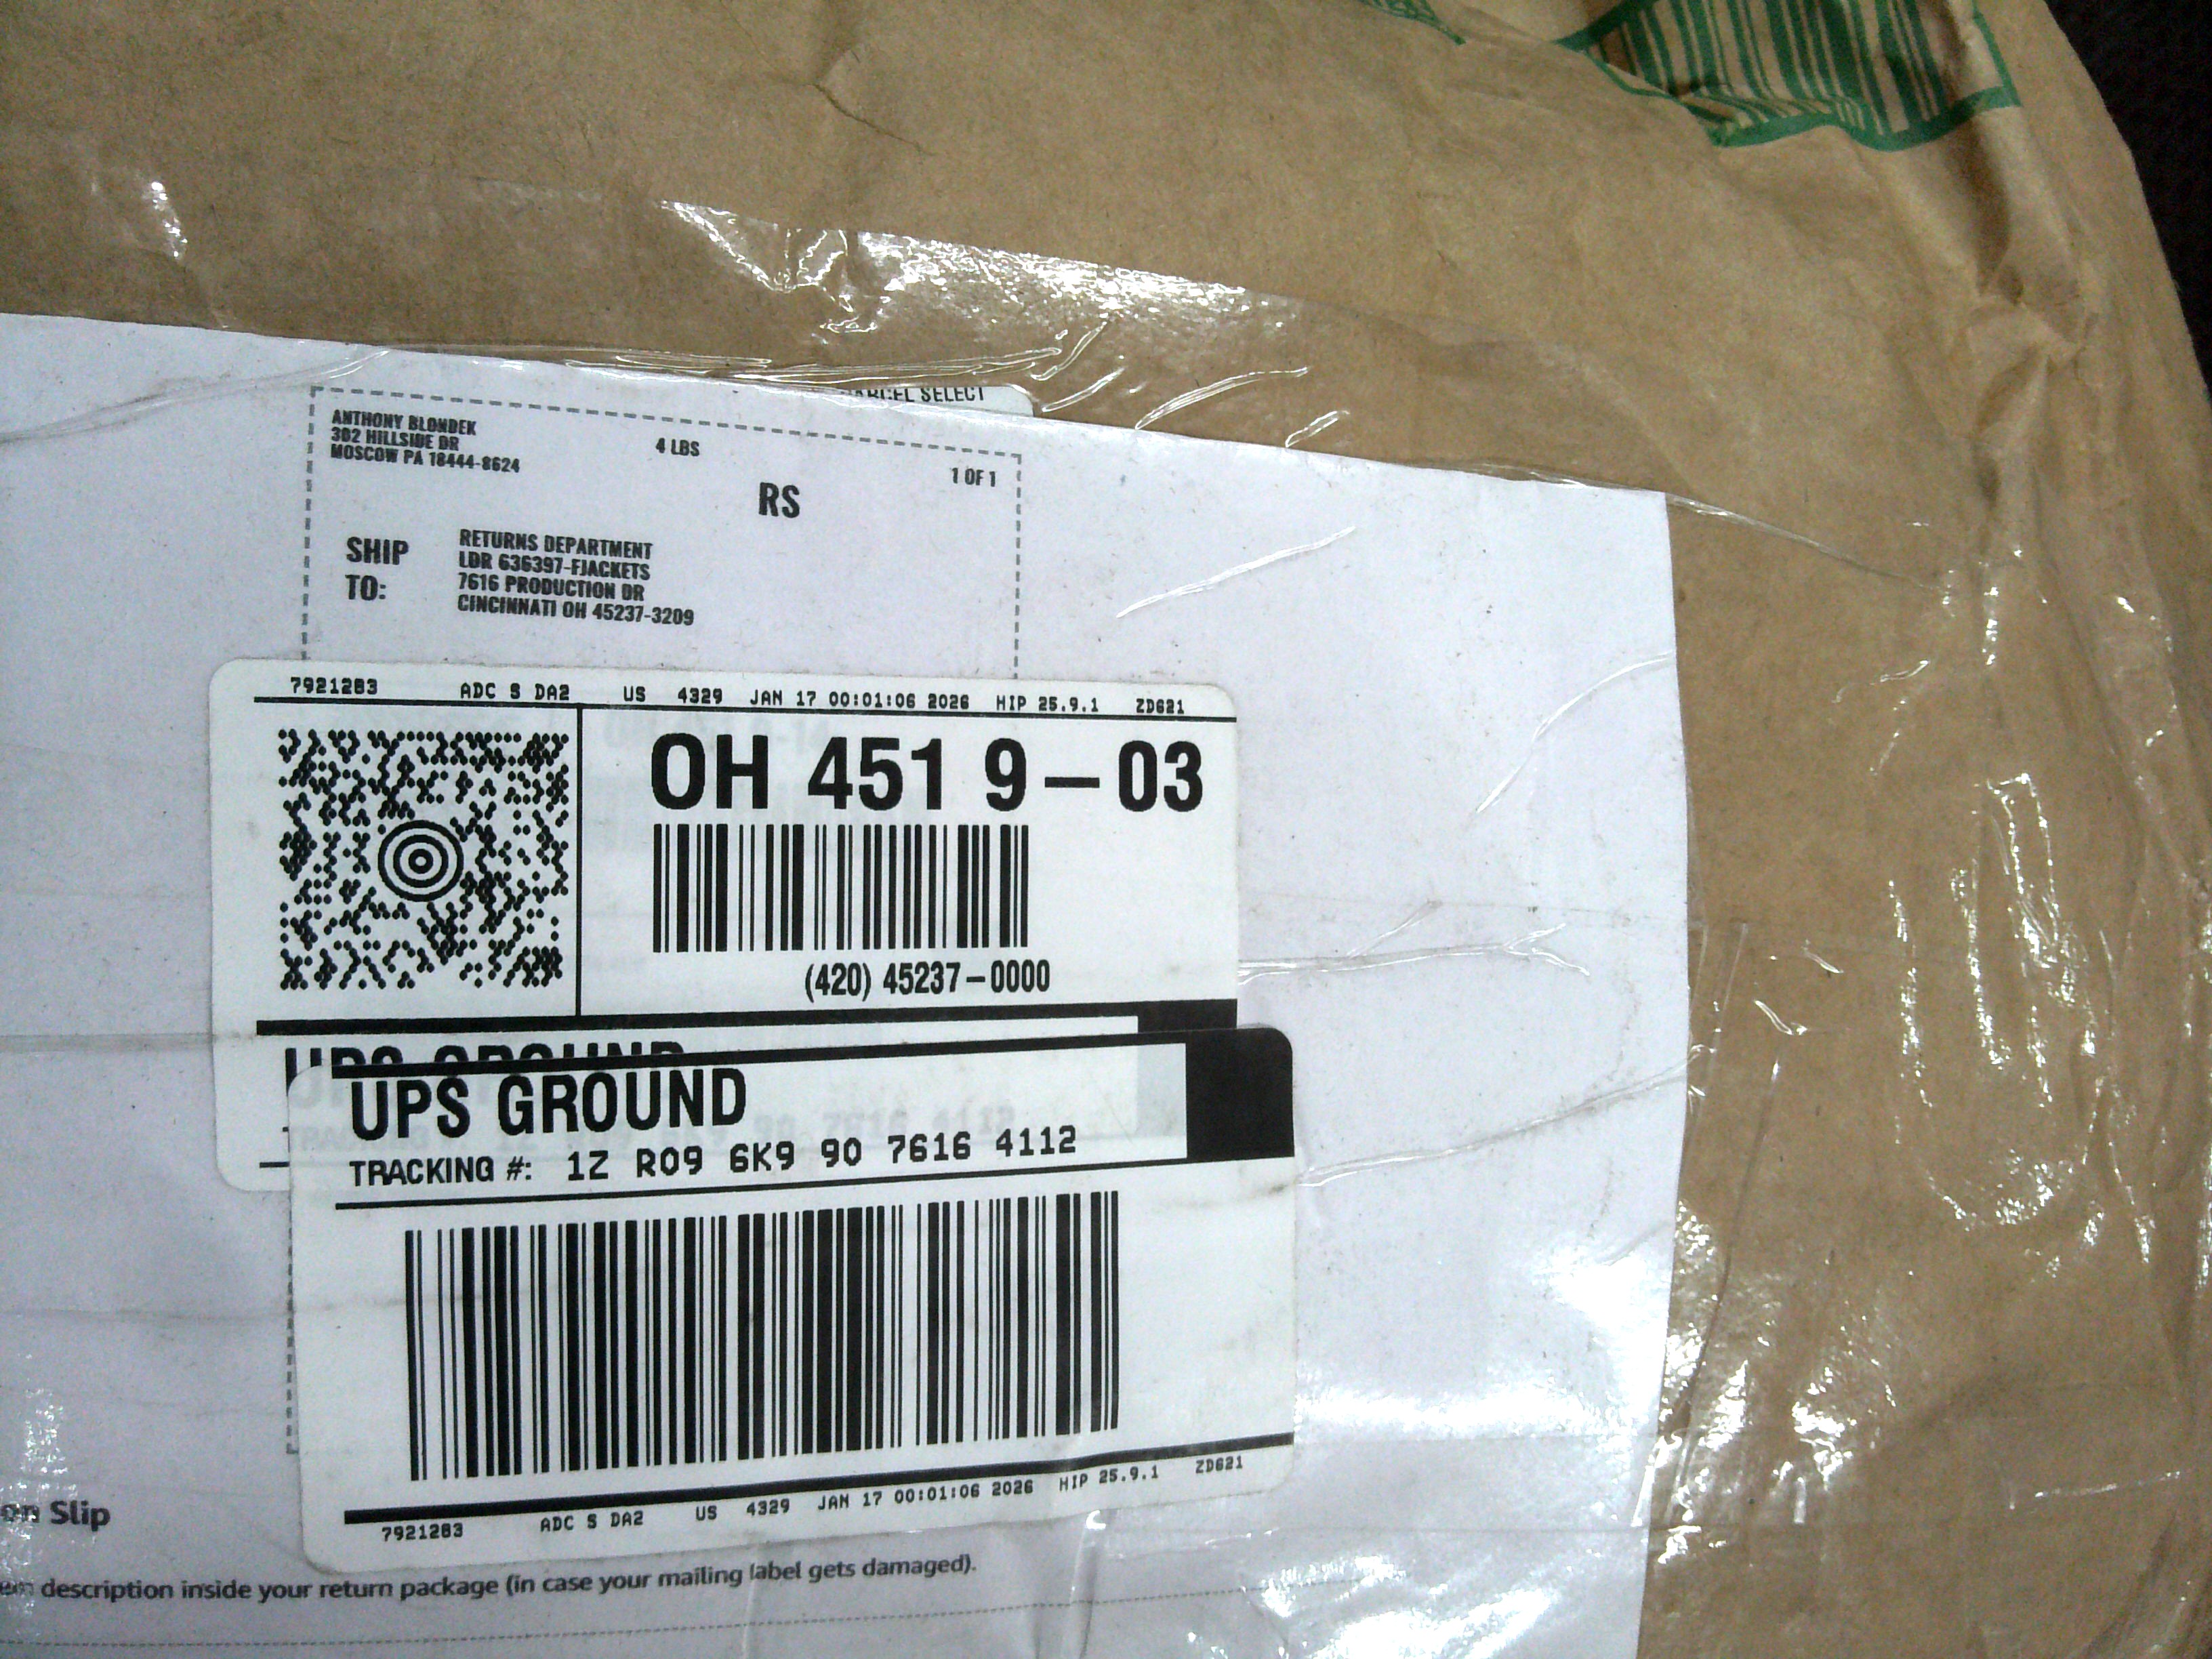 PARCEL SELECT
ANTHONY BLONDEK
302 HILLSIDE DR
MOSCOW PA 18444-8624
4 LBS
1 OF 1
RS
SHIP
TO:
RETURNS DEPARTMENT
LDR 636397-FJACKETS
7616 PRODUCTION DR
CINCINNATI OH 45237-3209
7921283 ADC S DA2 US 4329 JAN 17 00:01:06 2026 HIP 25.9.1 ZD621
OH 451 9-03
(420) 45237-0000
UPS GROUND
UPS GROUND
TRACKING #: 1Z R09 6K9 90 7616 4112
7921283 ADC S DA2 US 4329 JAN 17 00:01:06 2026 HIP 25.9.1 ZD621
on Slip
description inside your return package (in case your mailing label gets damaged).